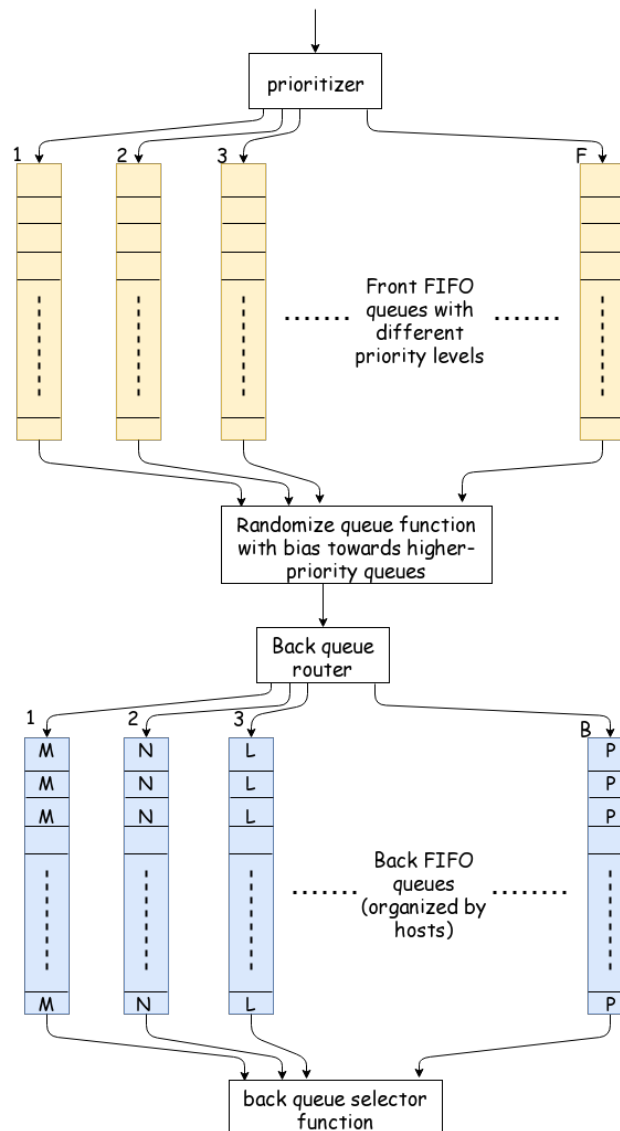 prioritizer
1
2
3
F
Front FIFO
queues with
different
priority levels
Randomize queue function
with bias towards higher-
priority queues
Back queue
router
1
2
3
B
M
N
L
P
M
N
L
P
M
N
L
P
Back FIFO
queues
(organized by
hosts)
M
N
L
P
back queue selector
function